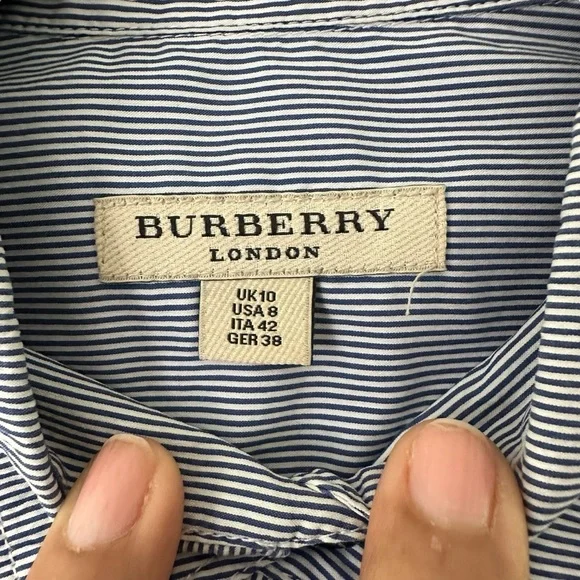 BURBERRY
LONDON
UK10
USA 8
ITA 42
GER 38